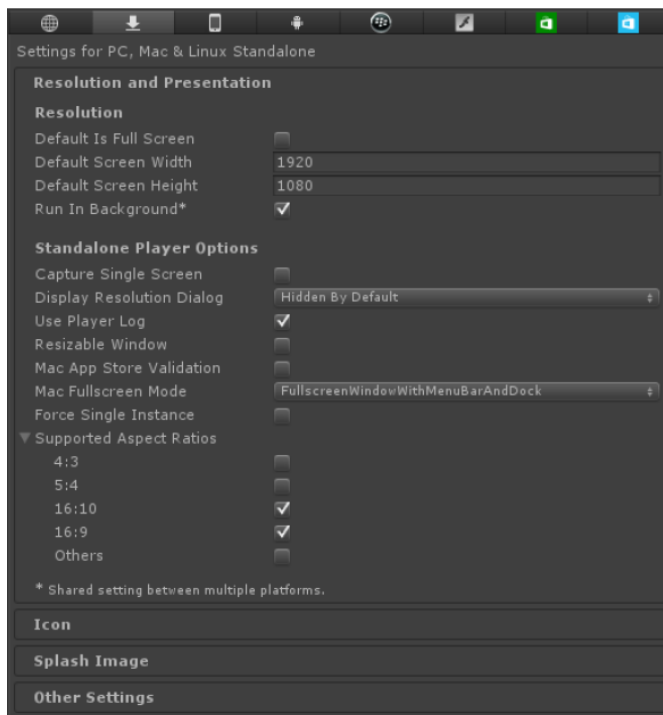 Settings for PC, Mac & Linux Standalone
Resolution and Presentation
Resolution
Default Is Full Screen
Default Screen Width 1920
Default Screen Height 1080
Run In Background*
Standalone Player Options
Capture Single Screen
Display Resolution Dialog Hidden By Default
Use Player Log
Resizable Window
Mac App Store Validation
Mac Fullscreen Mode FullscreenWindowWithMenuBarAndDock
Force Single Instance
Supported Aspect Ratios
4:3
5:4
16:10
16:9
Others
* Shared setting between multiple platforms.
Icon
Splash Image
Other Settings